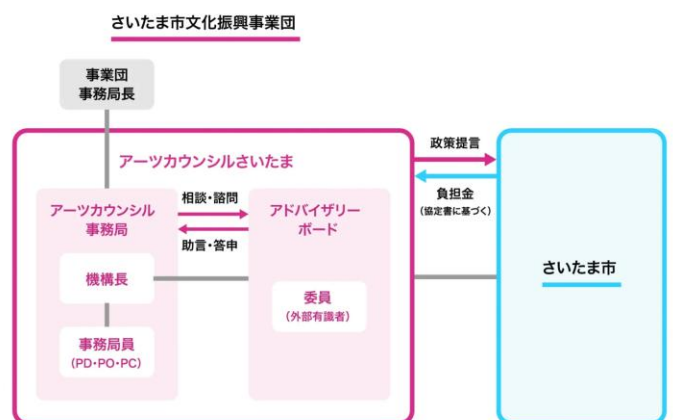 さいたま市文化振興事業団
事業団
事務局長
アーツカウンシルさいたま
アーツカウンシル
事務局
機構長
事務局員
(PD・PO・PC)
相談・諮問
助言・答申
アドバイザリー
ボード
委員
(外部有識者)
政策提言
負担金
(協定書に基づく)
さいたま市